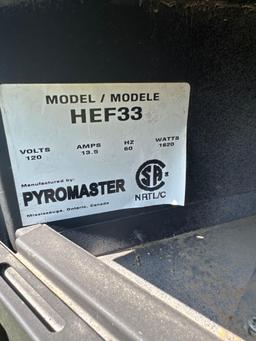 MODEL / MODELE
HEF33
VOLTS AMPS HZ WATTS
120 13.5 60 1620
Manufactured by:
PYROMASTER
Mississauga, Ontario, Canada
NRTL/C